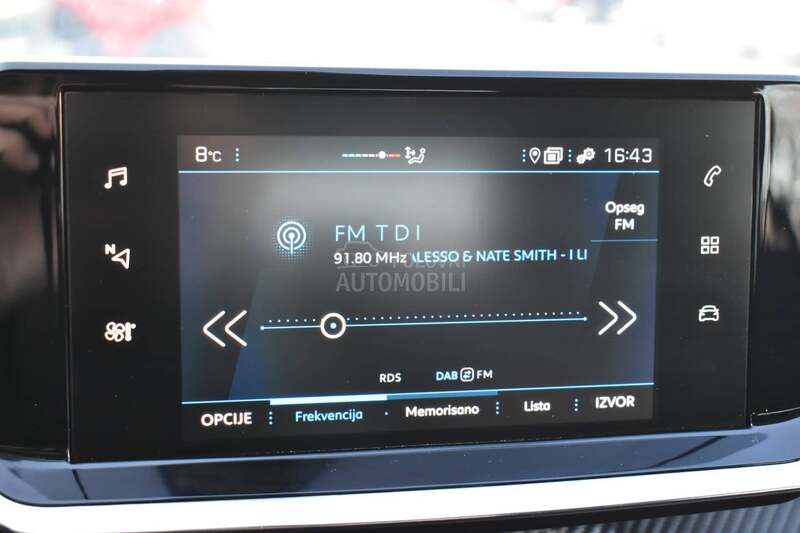 8°C
16:43
N
Opseg
FM
FM T D I
91.80 MHz ALESSO & NATE SMITH - I LI
POLOVNI
AUTOMOBILI
RDS
DAB FM
OPCIJE Frekvencija Memorisano Lista IZVOR